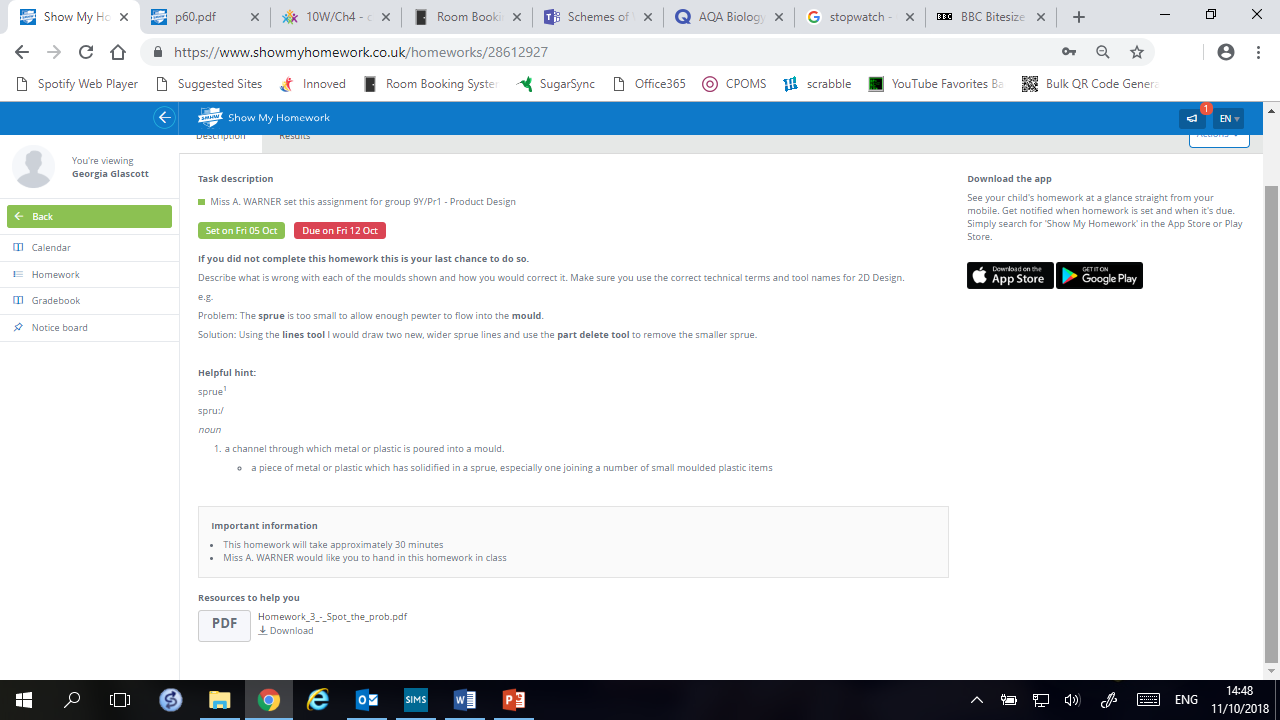 Show My Ho
p60.pdf
10W/Ch4 - c
Room Booki
Schemes of
AQA Biology
stopwatch -
BBC Bitesize
https://www.showmyhomework.co.uk/homeworks/28612927
Spotify Web Player
Suggested Sites
Innoved
Room Booking Syster
SugarSync
Office365
CPOMS
scrabble
YouTube Favorites Ba
Bulk QR Code Genera
Show My Homework
1
EN
Description
Results
Actions
You're viewing
Georgia Glascott
Back
Calendar
Homework
Gradebook
Notice board
Task description
Miss A. WARNER set this assignment for group 9Y/Pr1 - Product Design
Set on Fri 05 Oct
Due on Fri 12 Oct
If you did not complete this homework this is your last chance to do so.
Describe what is wrong with each of the moulds shown and how you would correct it. Make sure you use the correct technical terms and tool names for 2D Design.
e.g.
Problem: The sprue is too small to allow enough pewter to flow into the mould.
Solution: Using the lines tool I would draw two new, wider sprue lines and use the part delete tool to remove the smaller sprue.
Helpful hint:
sprue1
spru:/
noun
1. a channel through which metal or plastic is poured into a mould.
a piece of metal or plastic which has solidified in a sprue, especially one joining a number of small moulded plastic items
Important information
This homework will take approximately 30 minutes
Miss A. WARNER would like you to hand in this homework in class
Resources to help you
PDF
Homework_3_-_Spot_the_prob.pdf
Download
Download the app
See your child's homework at a glance straight from your
mobile. Get notified when homework is set and when it's due.
Simply search for 'Show My Homework' in the App Store or Play
Store.
Download on the
App Store
GET IT ON
Google Play
SIMS
ENG
14:48
11/10/2018